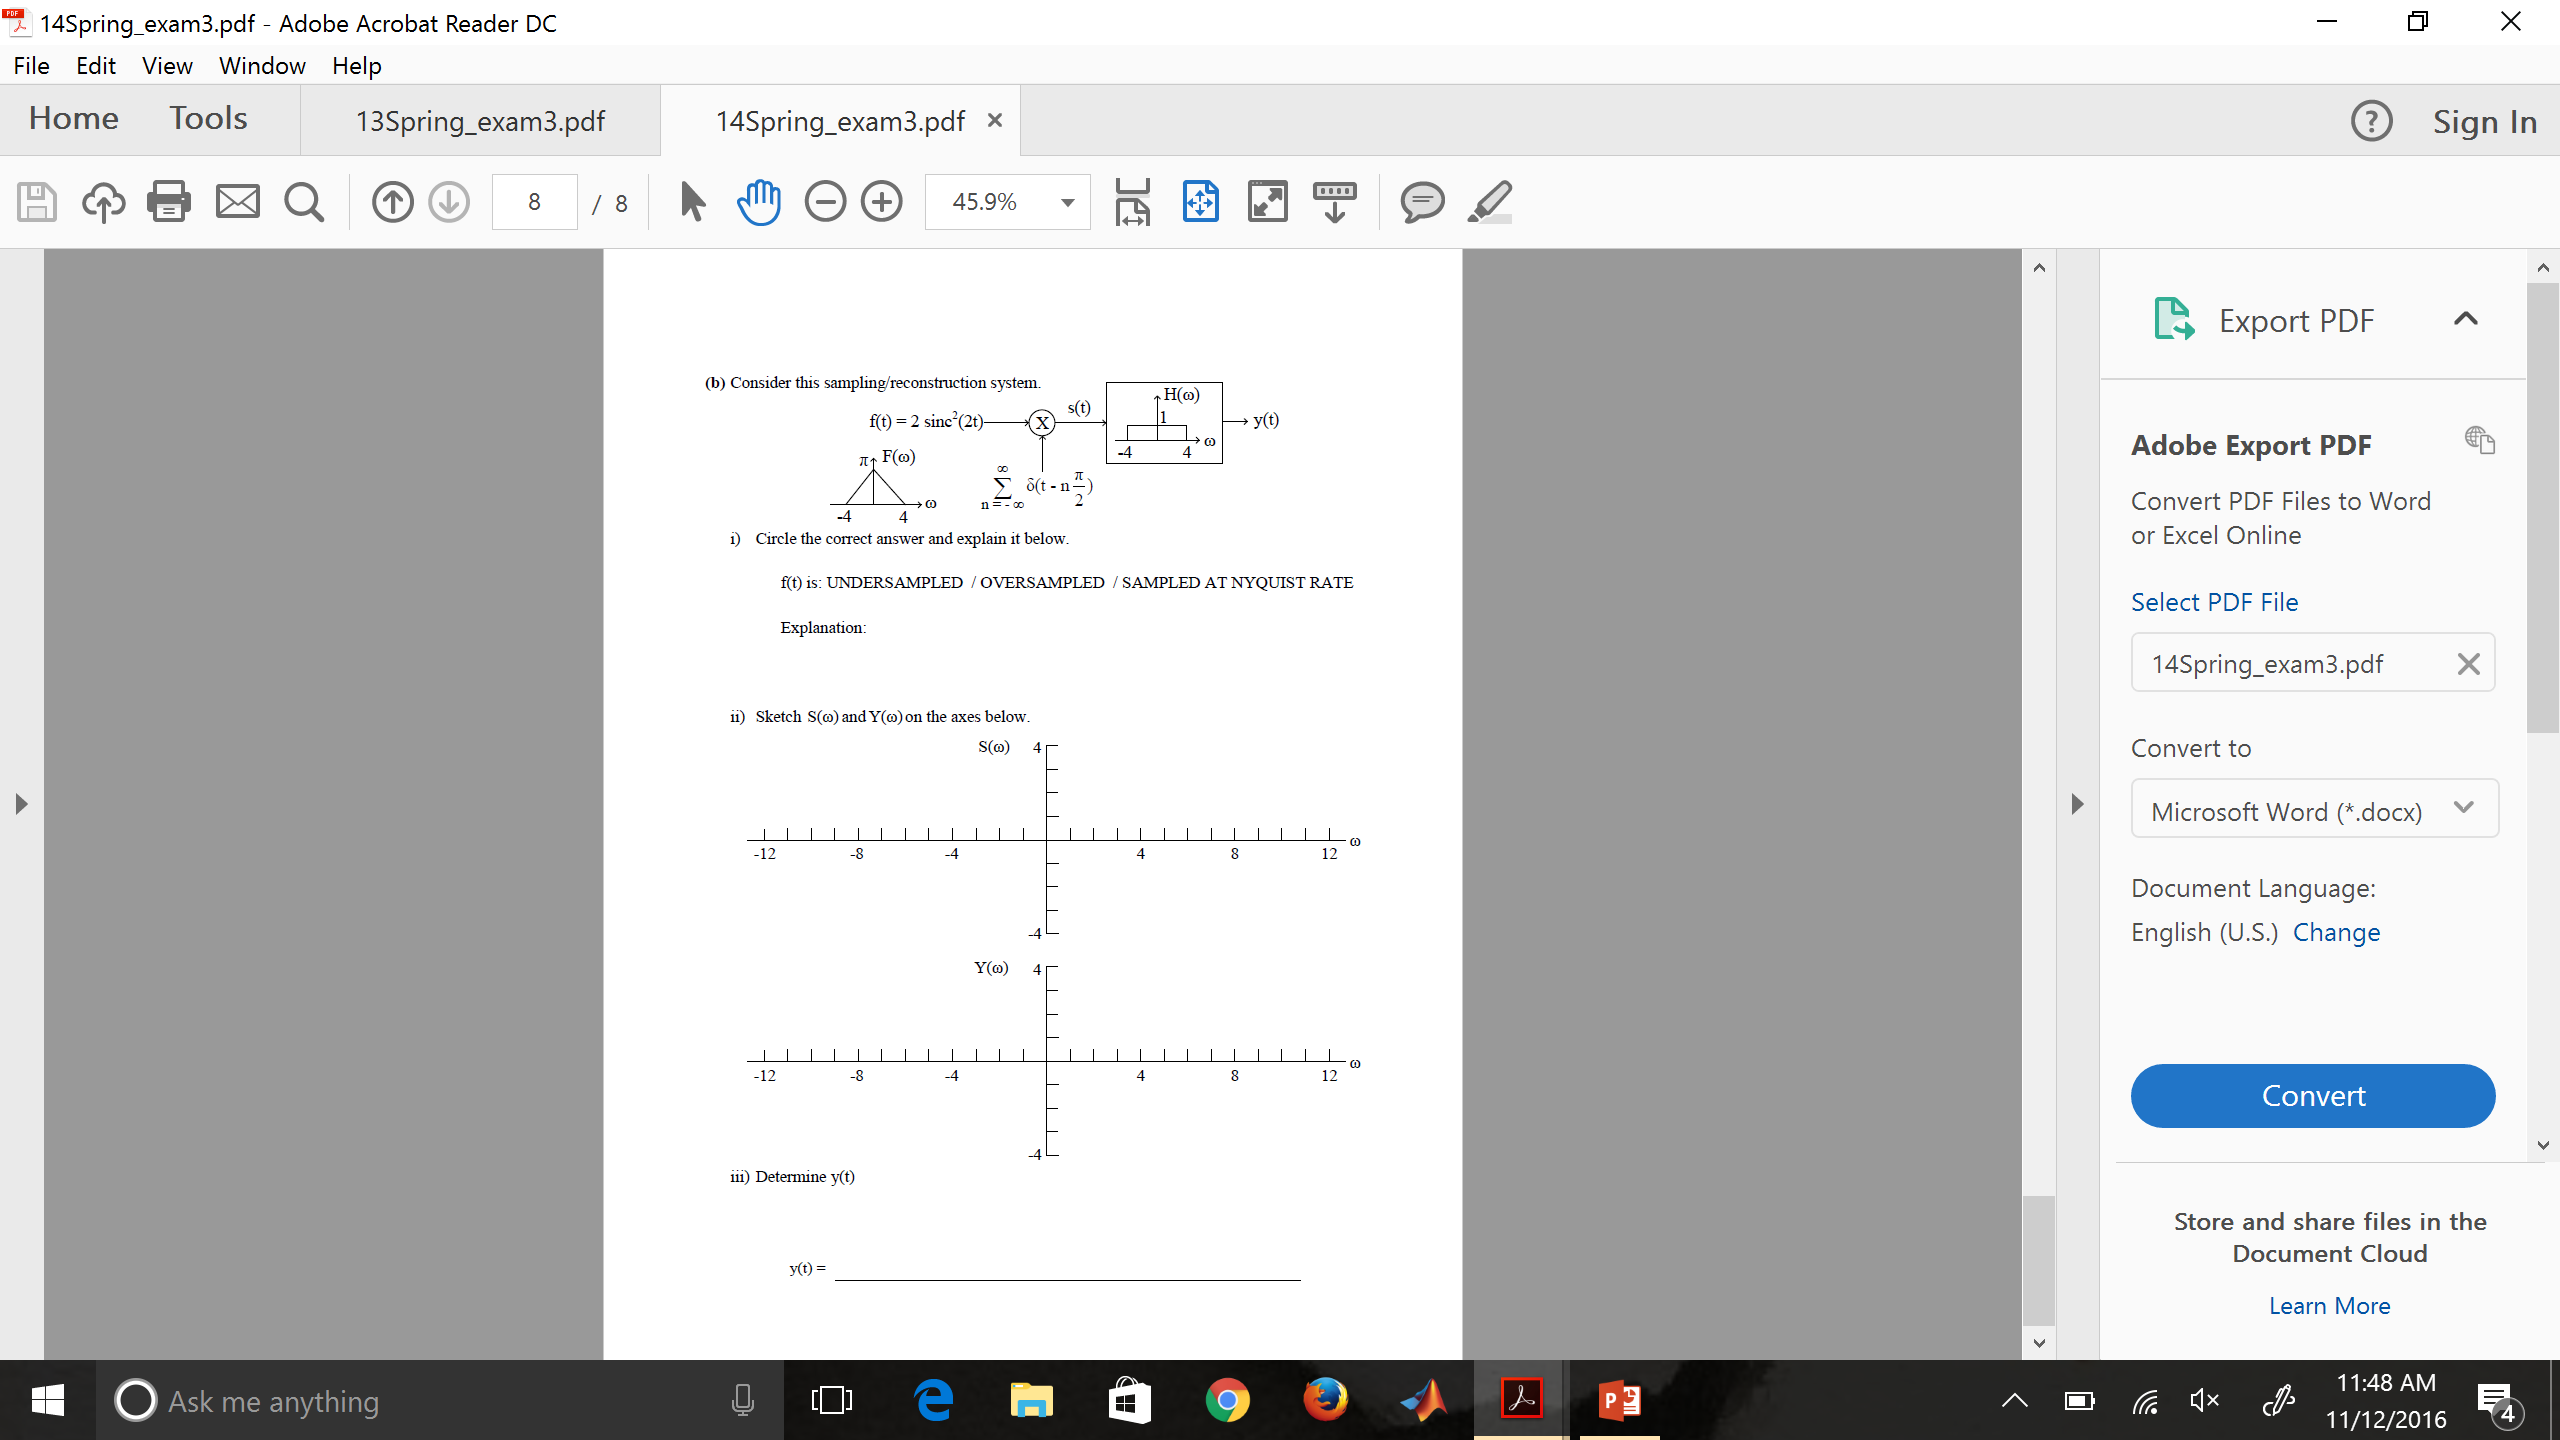 14Spring_exam3.pdf - Adobe Acrobat Reader DC
File Edit View Window Help
Home Tools 13Spring_exam3.pdf 14Spring_exam3.pdf × ? Sign In
8 / 8 45.9%
(b) Consider this sampling/reconstruction system.
f(t) = 2 sinc²(2t) X s(t) H(ω) 1 -4 4 ω y(t)
π F(ω) -4 4 ω
∞ Σ n = - ∞ δ(t - n π/2)
i) Circle the correct answer and explain it below.
f(t) is: UNDERSAMPLED / OVERSAMPLED / SAMPLED AT NYQUIST RATE
Explanation:
ii) Sketch S(ω) and Y(ω) on the axes below.
S(ω) 4
-12 -8 -4 4 8 12 ω
-4
Y(ω) 4
-12 -8 -4 4 8 12 ω
-4
iii) Determine y(t)
y(t) =
Export PDF
Adobe Export PDF
Convert PDF Files to Word
or Excel Online
Select PDF File
14Spring_exam3.pdf
Convert to
Microsoft Word (*.docx)
Document Language:
English (U.S.) Change
Convert
Store and share files in the
Document Cloud
Learn More
Ask me anything
11:48 AM
11/12/2016
4